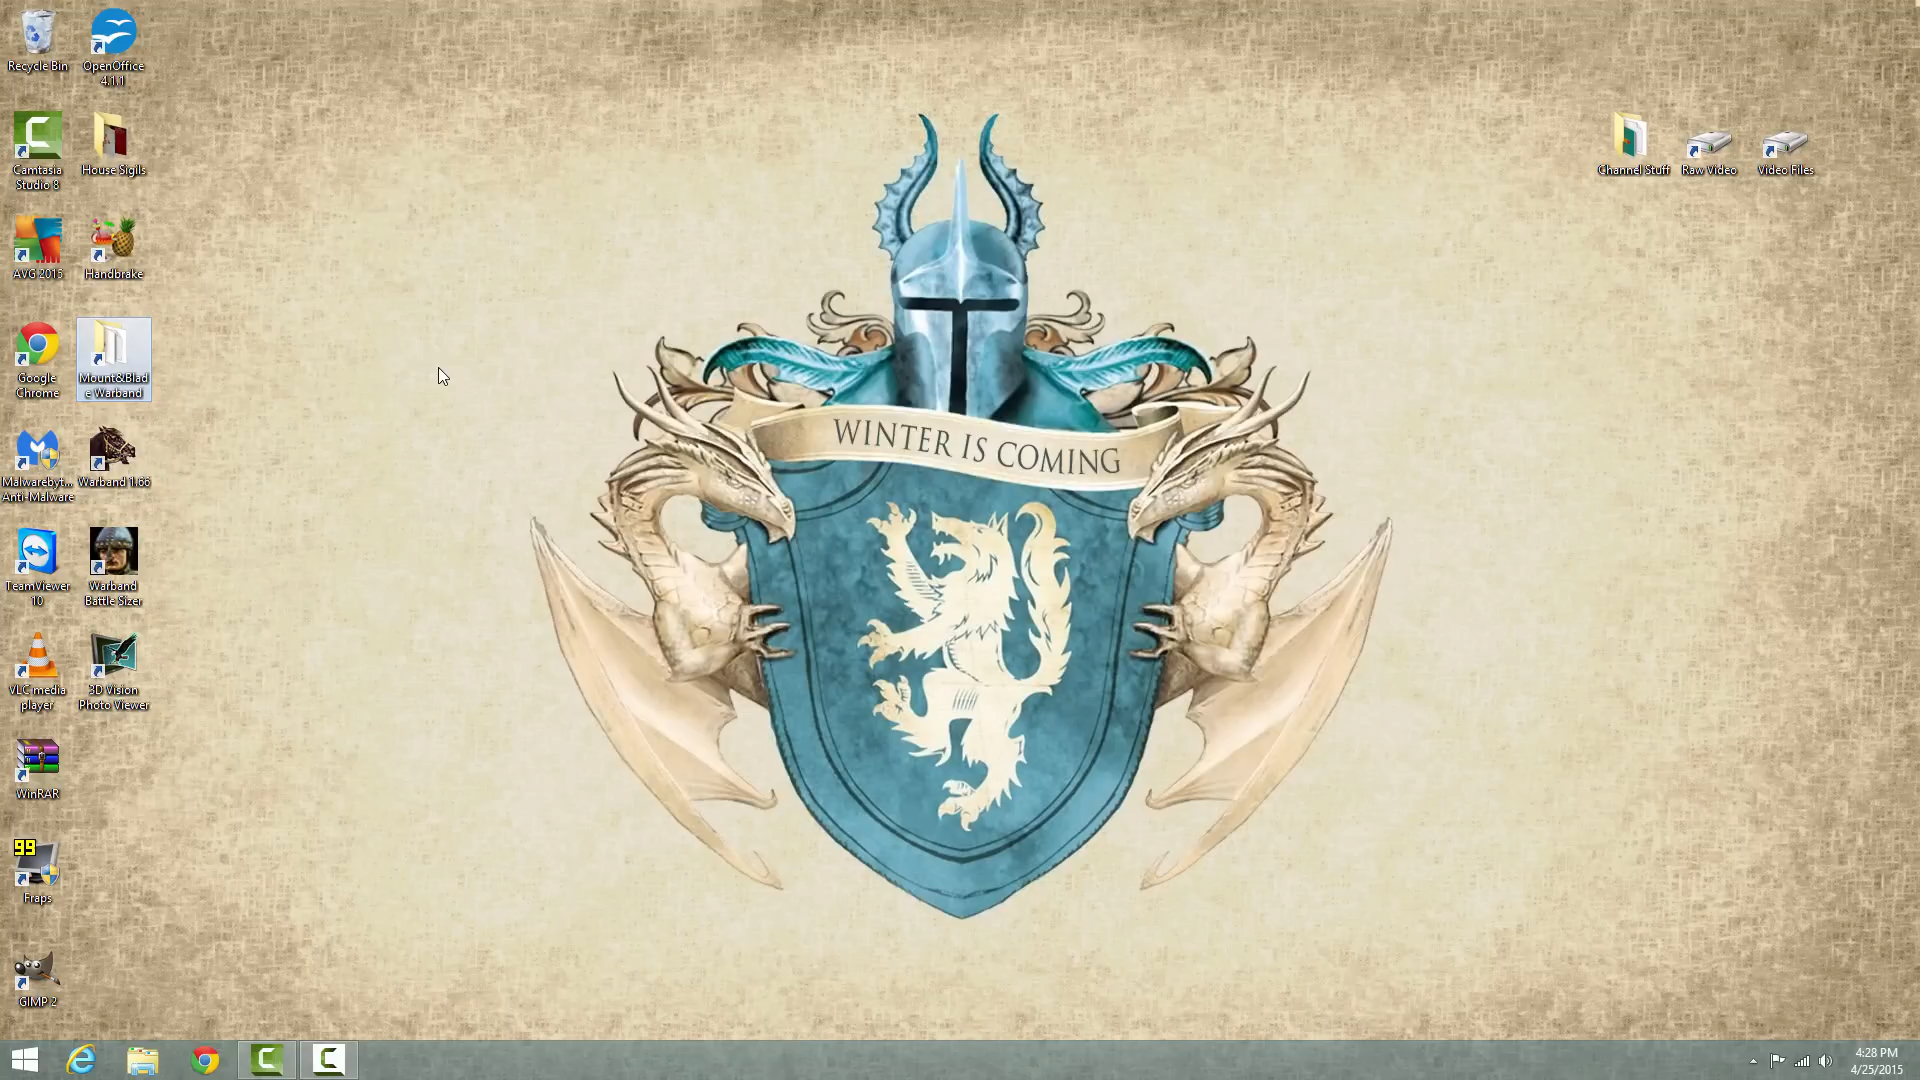 Recycle Bin
OpenOffice
4.1.1
Camtasia
Studio 8
House Sigils
AVG 2015
Handbrake
Google
Chrome
Mount&Blad
e Warband
Malwarebyt...
Anti-Malware
Warband 1.66
TeamViewer
10
Warband
Battle Sizer
VLC media
player
3D Vision
Photo Viewer
WinRAR
99
Fraps
GIMP 2
Channel Stuff
Raw Video
Video Files
WINTER IS COMING
4:28 PM
4/25/2015